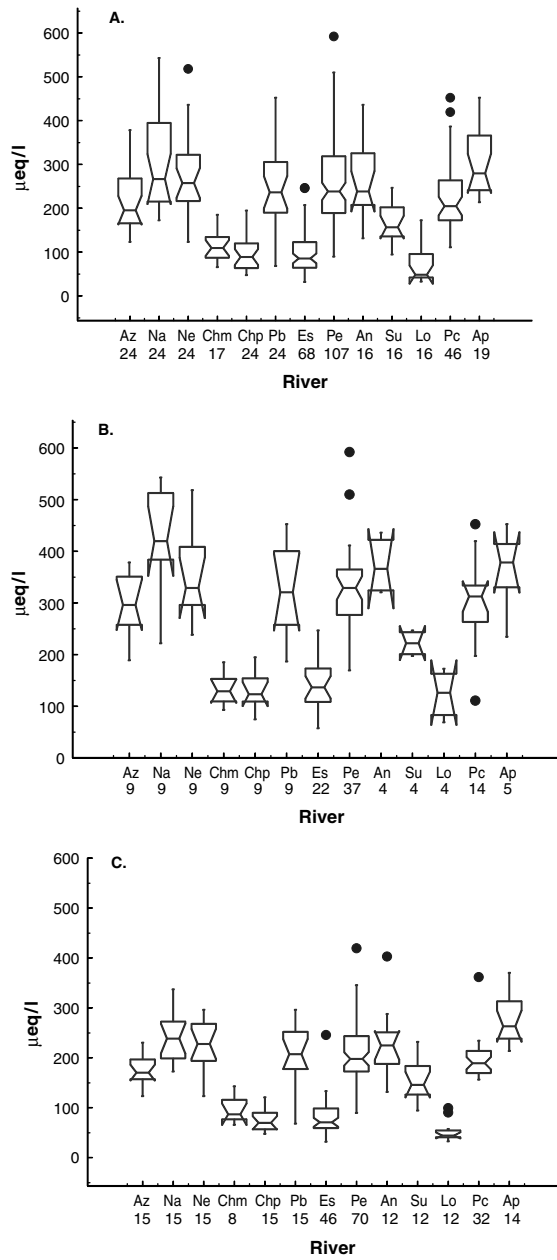 A.
600
500
400
300
200
100
0
μeq/l
Az Na Ne Chm Chp Pb Es Pe An Su Lo Pc Ap
24 24 24 17 24 24 68 107 16 16 16 46 19
River
B.
600
500
400
300
200
100
0
μeq/l
Az Na Ne Chm Chp Pb Es Pe An Su Lo Pc Ap
9 9 9 9 9 9 22 37 4 4 4 14 5
River
C.
600
500
400
300
200
100
0
μeq/l
Az Na Ne Chm Chp Pb Es Pe An Su Lo Pc Ap
15 15 15 8 15 15 46 70 12 12 12 32 14
River